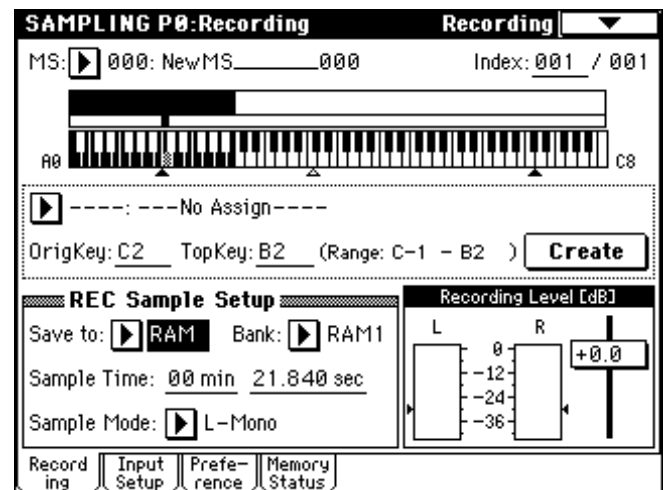 SAMPLING P0:Recording Recording
MS: 000: NewMS________000 Index: 001 / 001
A0 C8
----: ---No Assign----
OrigKey: C2 TopKey: B2 (Range: C-1 - B2 ) Create
REC Sample Setup Recording Level [dB]
Save to: RAM Bank: RAM1 L R
0 +0.0
Sample Time: 00 min 21.840 sec -12
-24
Sample Mode: L-Mono -36
Record Input Prefe- Memory
ing Setup rence Status